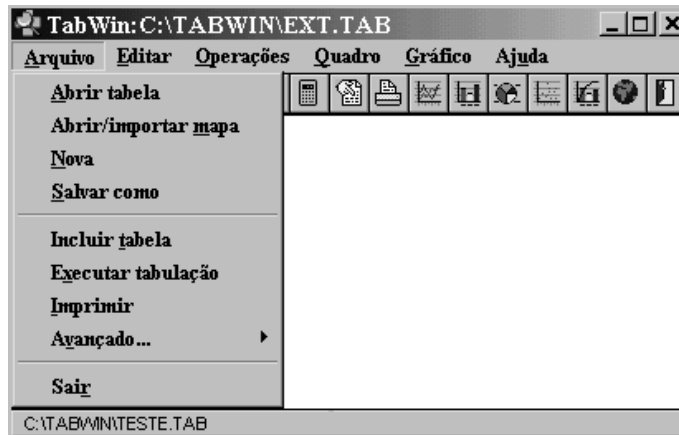 TabWin:C:\TABWIN\EXT.TAB
Arquivo Editar Operações Quadro Gráfico Ajuda
Abrir tabela
Abrir/importar mapa
Nova
Salvar como
Incluir tabela
Executar tabulação
Imprimir
Avançado...
Sair
C:\TABWIN\TESTE.TAB